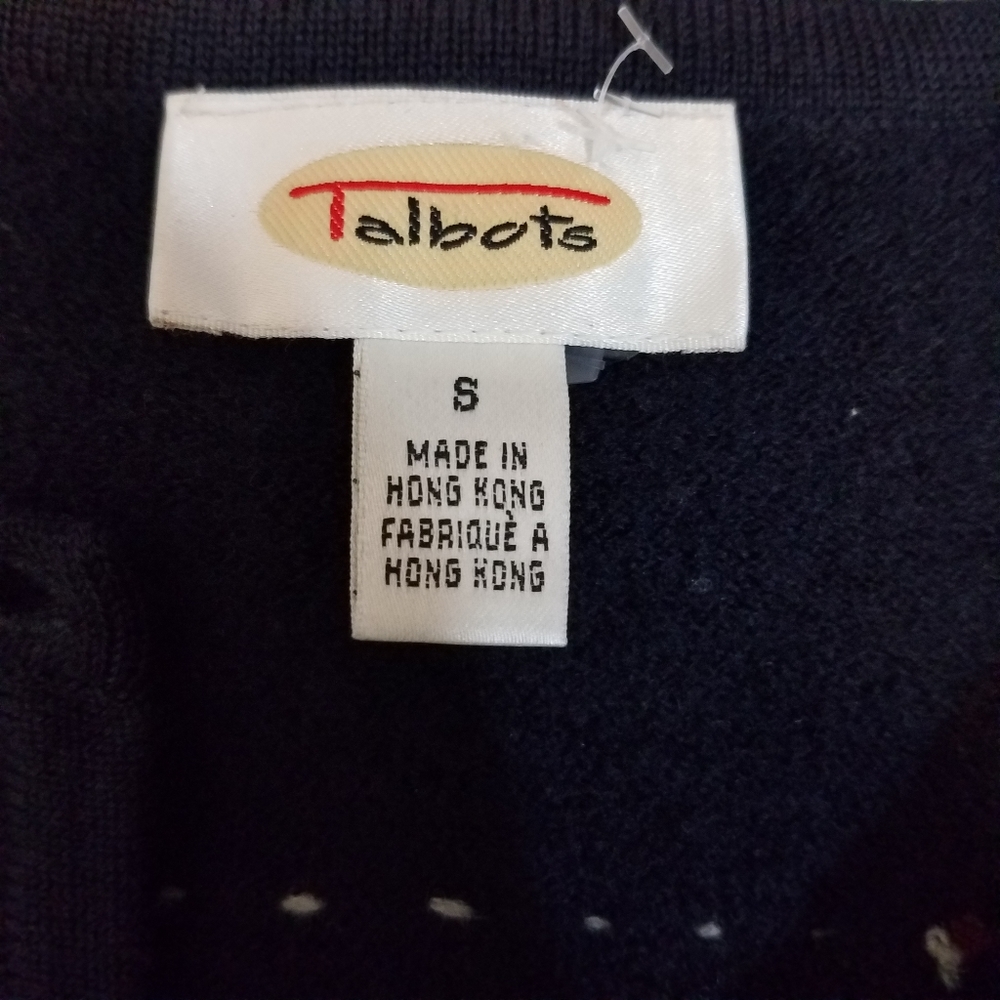 Talbots
S
MADE IN
HONG KONG
FABRIQUÈ A
HONG KONG